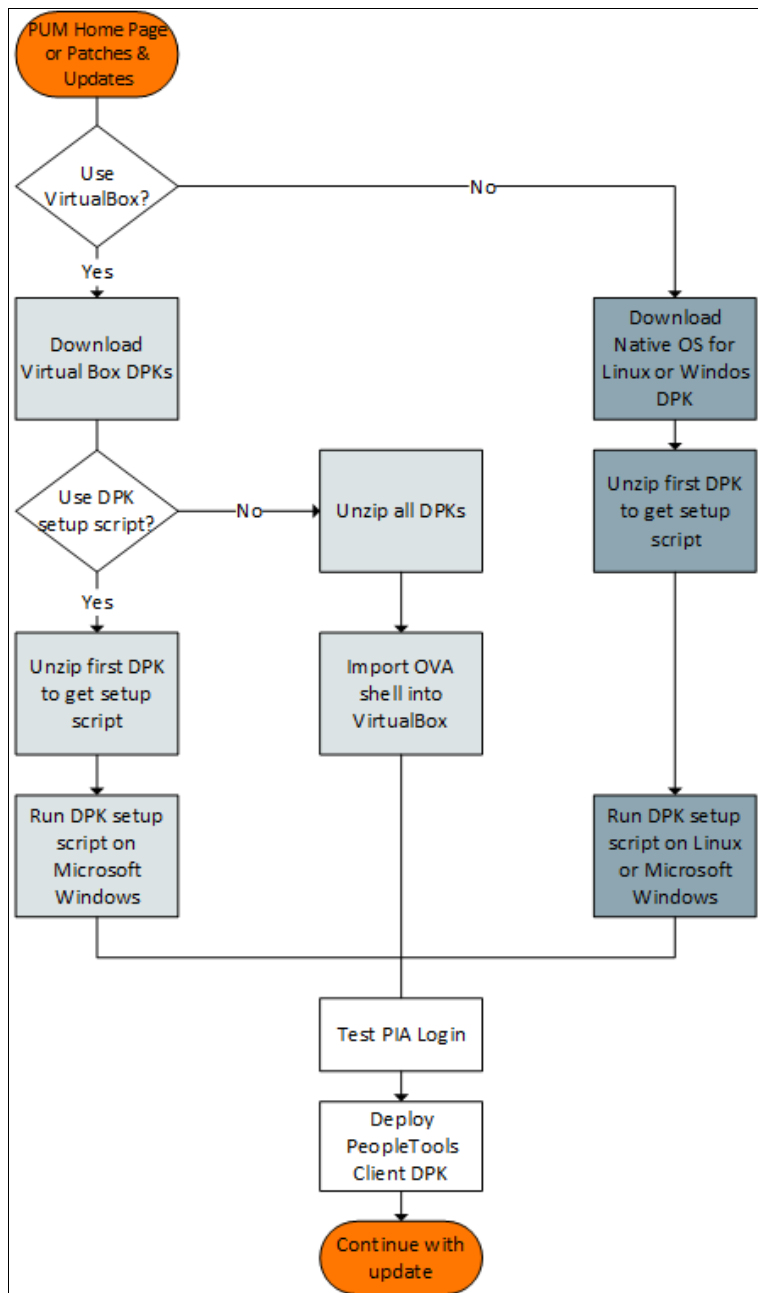 PUM Home Page
or Patches &
Updates
Use
VirtualBox?
No
Yes
Download
Virtual Box DPKs
Download
Native OS for
Linux or Windos
DPK
Use DPK
setup script?
No
Unzip all DPKs
Unzip first DPK
to get setup
script
Yes
Unzip first DPK
to get setup
script
Import OVA
shell into
VirtualBox
Run DPK setup
script on
Microsoft
Windows
Run DPK setup
script on Linux
or Microsoft
Windows
Test PIA Login
Deploy
PeopleTools
Client DPK
Continue with
update